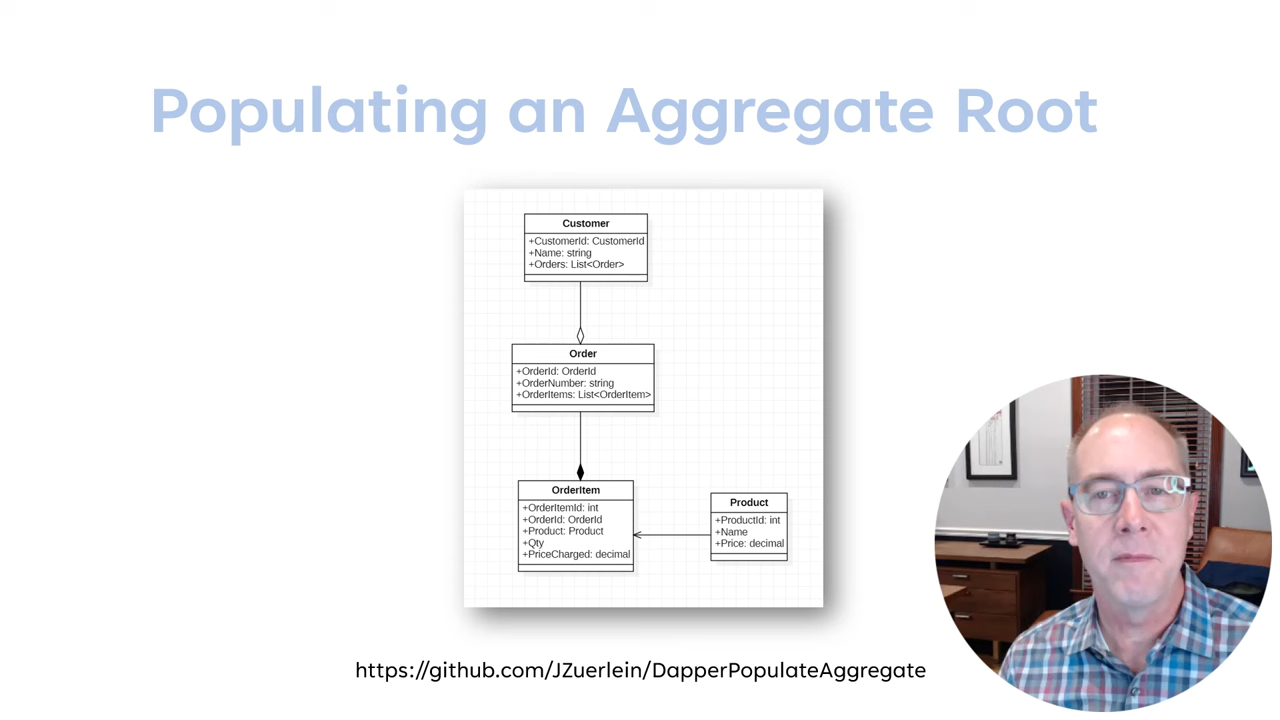 Populating an Aggregate Root
Customer
+CustomerId: CustomerId
+Name: string
+Orders: List<Order>
Order
+OrderId: OrderId
+OrderNumber: string
+OrderItems: List<OrderItem>
OrderItem
+OrderItemId: int
+OrderId: OrderId
+Product: Product
+Qty
+PriceCharged: decimal
Product
+ProductId: int
+Name
+Price: decimal
https://github.com/JZuerlein/DapperPopulateAggregate